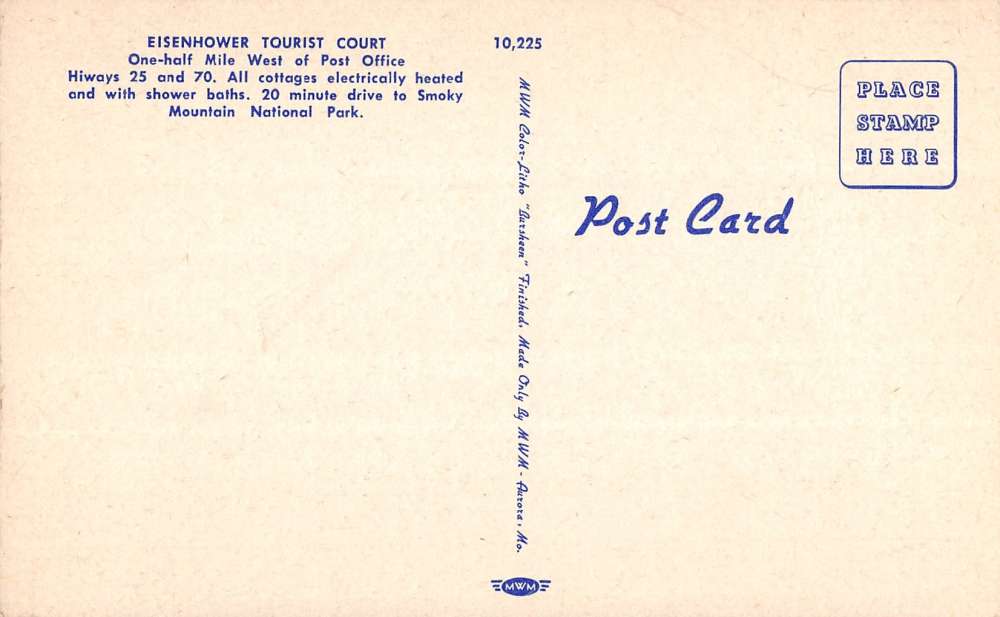 EISENHOWER TOURIST COURT
One-half Mile West of Post Office
Hiways 25 and 70. All cottages electrically heated
and with shower baths. 20 minute drive to Smoky
Mountain National Park.
10,225
MWM Color-Litho "Bursheen" Finished, Made Only By MWM - Aurora, Mo.
PLACE
STAMP
HERE
Post Card
MWM